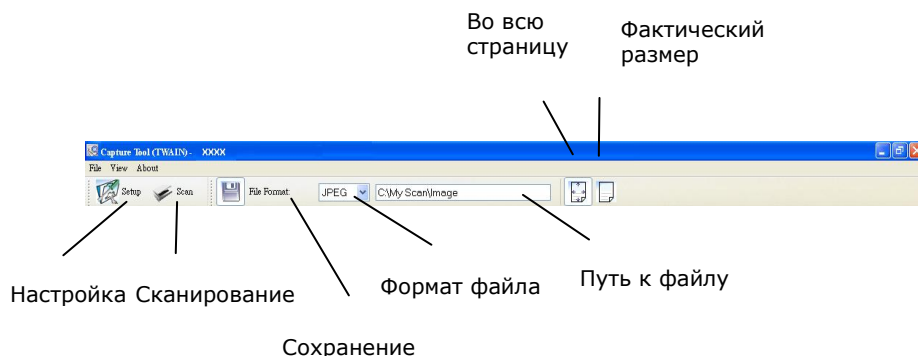 Во всю
страницу
Фактический
размер
Capture Tool (TWAIN) - XXXX
File View About
Setup Scan File Format: JPEG C:\My Scan\Image
Настройка Сканирование Формат файла Путь к файлу
Сохранение